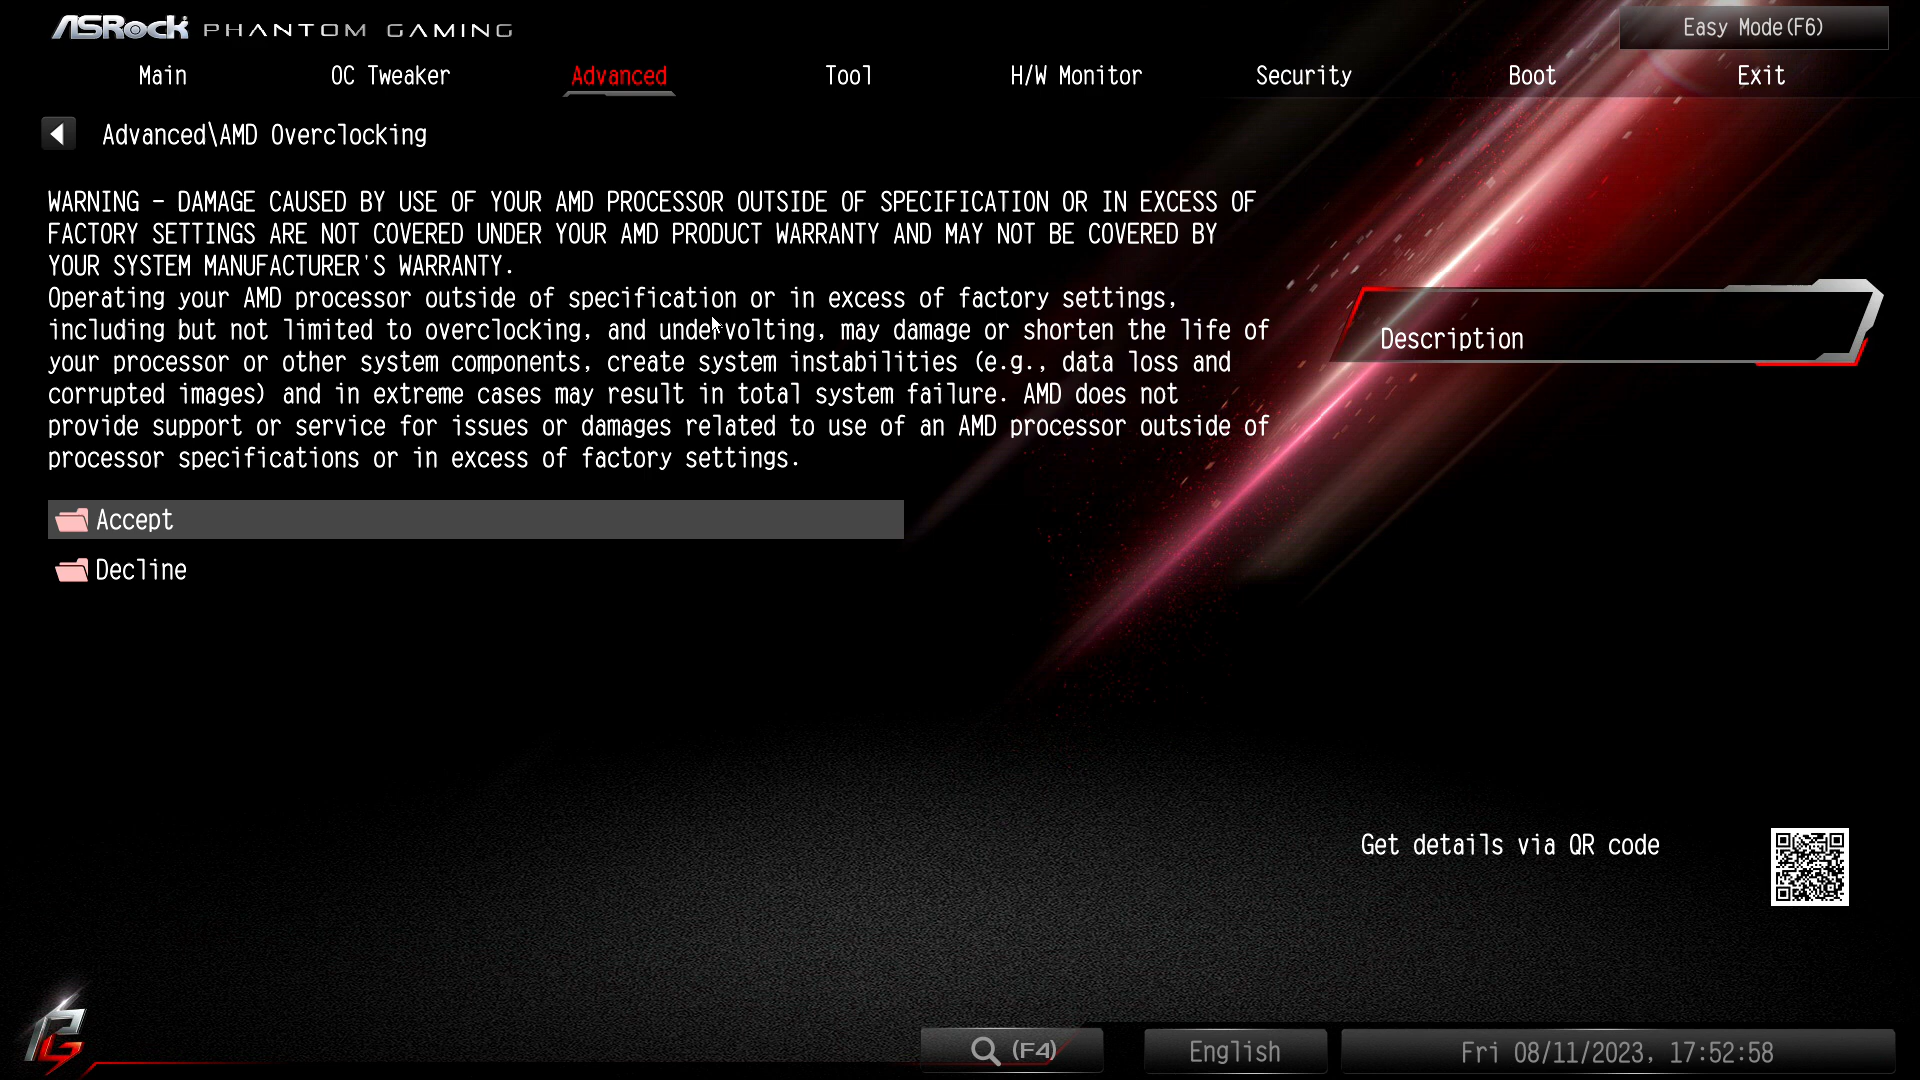 ASRock PHANTOM GAMING
Easy Mode(F6)
Main OC Tweaker Advanced Tool H/W Monitor Security Boot Exit
Advanced\AMD Overclocking
WARNING - DAMAGE CAUSED BY USE OF YOUR AMD PROCESSOR OUTSIDE OF SPECIFICATION OR IN EXCESS OF
FACTORY SETTINGS ARE NOT COVERED UNDER YOUR AMD PRODUCT WARRANTY AND MAY NOT BE COVERED BY
YOUR SYSTEM MANUFACTURER'S WARRANTY.
Operating your AMD processor outside of specification or in excess of factory settings,
including but not limited to overclocking, and undervolting, may damage or shorten the life of
your processor or other system components, create system instabilities (e.g., data loss and
corrupted images) and in extreme cases may result in total system failure. AMD does not
provide support or service for issues or damages related to use of an AMD processor outside of
processor specifications or in excess of factory settings.
Description
Accept
Decline
Get details via QR code
(F4)
English
Fri 08/11/2023, 17:52:58